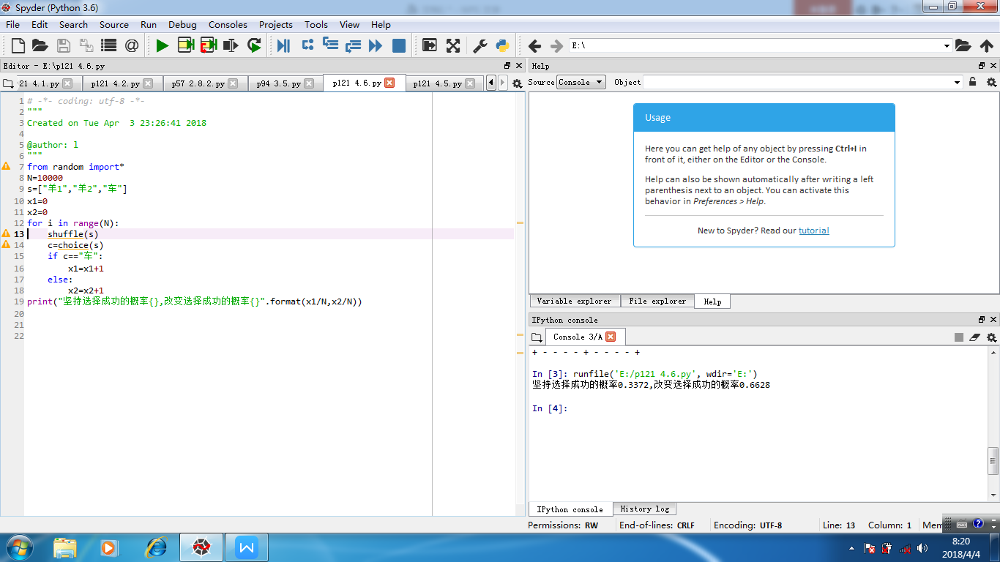 Spyder (Python 3.6)
File Edit Search Source Run Debug Consoles Projects Tools View Help
E:\
Editor - E:\p121 4.6.py
21 4.1.py p121 4.2.py p57 2.8.2.py p94 3.5.py p121 4.6.py p121 4.5.py
1 # -*- coding: utf-8 -*-
2 """
3 Created on Tue Apr  3 23:26:41 2018
4
5 @author: l
6 """
7 from random import*
8 N=10000
9 s=["羊1","羊2","车"]
10 x1=0
11 x2=0
12 for i in range(N):
13     shuffle(s)
14     c=choice(s)
15     if c=="车":
16         x1=x1+1
17     else:
18         x2=x2+1
19 print("坚持选择成功的概率{},改变选择成功的概率{}".format(x1/N,x2/N))
20
21
22
Help
Source Console Object
Usage
Here you can get help of any object by pressing Ctrl+I in
front of it, either on the Editor or the Console.
Help can also be shown automatically after writing a left
parenthesis next to an object. You can activate this
behavior in Preferences > Help.
New to Spyder? Read our tutorial
Variable explorer File explorer Help
IPython console
Console 3/A
+ - - - - + - - - - +
In [3]: runfile('E:/p121 4.6.py', wdir='E:')
坚持选择成功的概率0.3372,改变选择成功的概率0.6628
In [4]:
IPython console History log
Permissions: RW End-of-lines: CRLF Encoding: UTF-8 Line: 13 Column: 1 Mem
8:20
2018/4/4